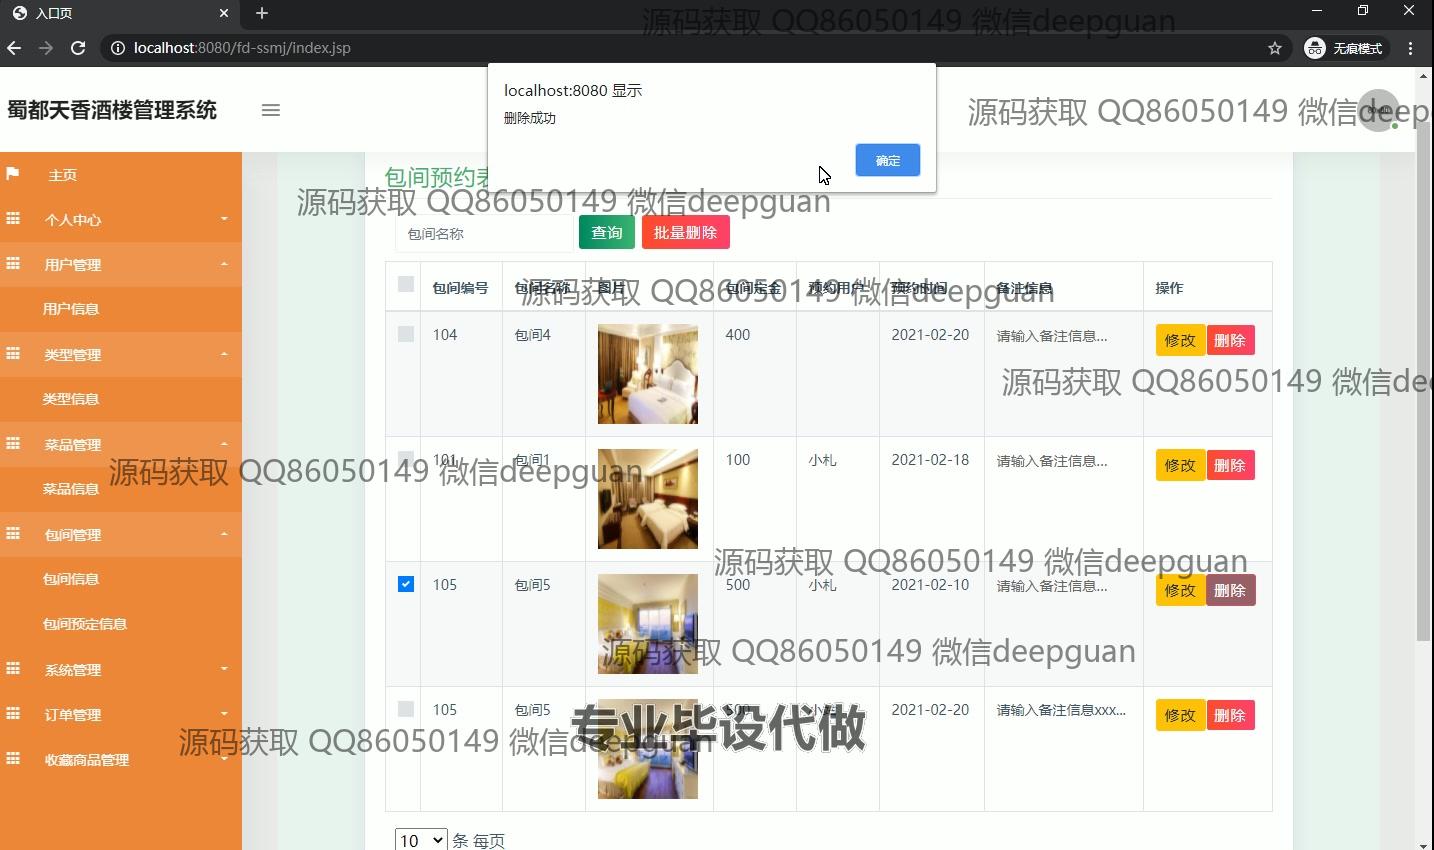 入口页
源码获取 QQ86050149 微信deepguan
localhost:8080/fd-ssmj/index.jsp
无痕模式
localhost:8080 显示
删除成功
确定
蜀都天香酒楼管理系统
源码获取 QQ86050149 微信deep
主页
个人中心
用户管理
用户信息
类型管理
类型信息
菜品管理
菜品信息
包间管理
包间信息
包间预定信息
系统管理
订单管理
收藏商品管理
包间预约表
源码获取 QQ86050149 微信deepguan
包间名称 查询 批量删除
源码获取 QQ86050149 微信deepguan
包间编号 包间名称 图片 包间定金 预约用户 预约时间 备注信息 操作
104 包间4 400 2021-02-20 请输入备注信息... 修改 删除
源码获取 QQ86050149 微信de
101 包间1 100 小札 2021-02-18 请输入备注信息... 修改 删除
源码获取 QQ86050149 微信deepguan
源码获取 QQ86050149 微信deepguan
105 包间5 500 小札 2021-02-10 请输入备注信息... 修改 删除
源码获取 QQ86050149 微信deepguan
105 包间5 2021-02-20 请输入备注信息xxx... 修改 删除
专业毕设代做
源码获取 QQ86050149 微信deepguan
10 条 每页